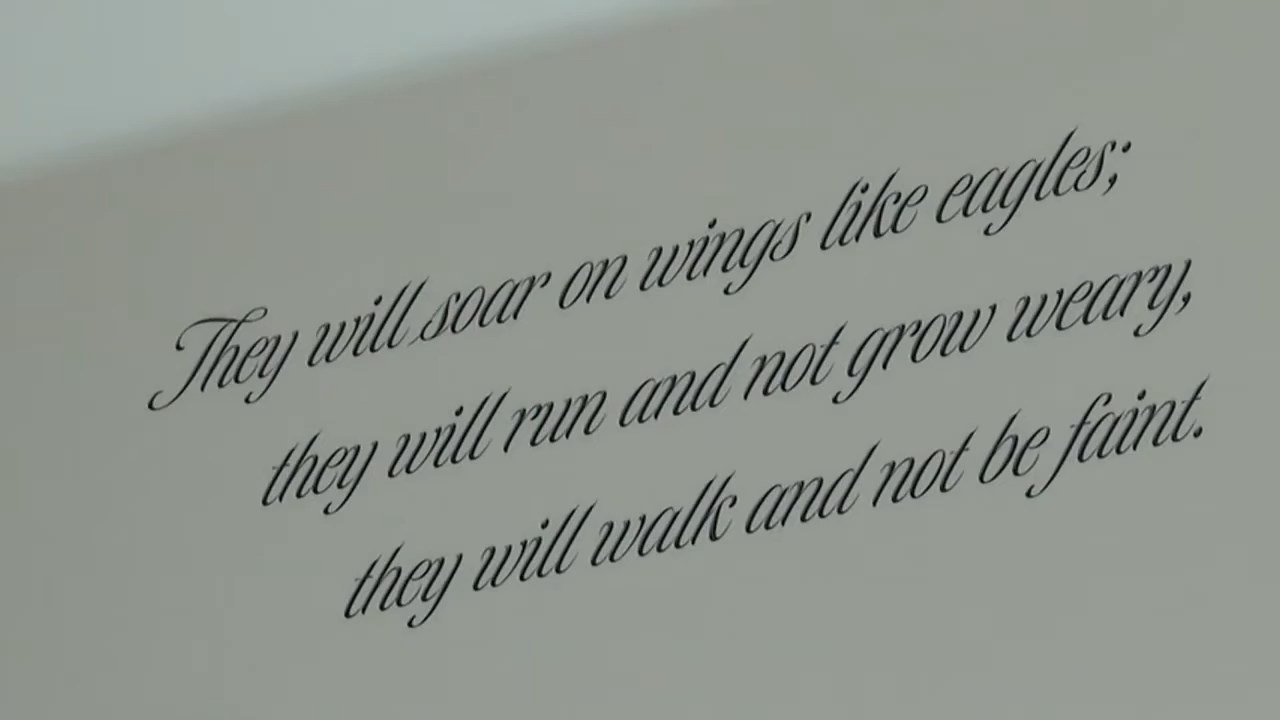 They will soar on wings like eagles;
they will run and not grow weary,
they will walk and not be faint.